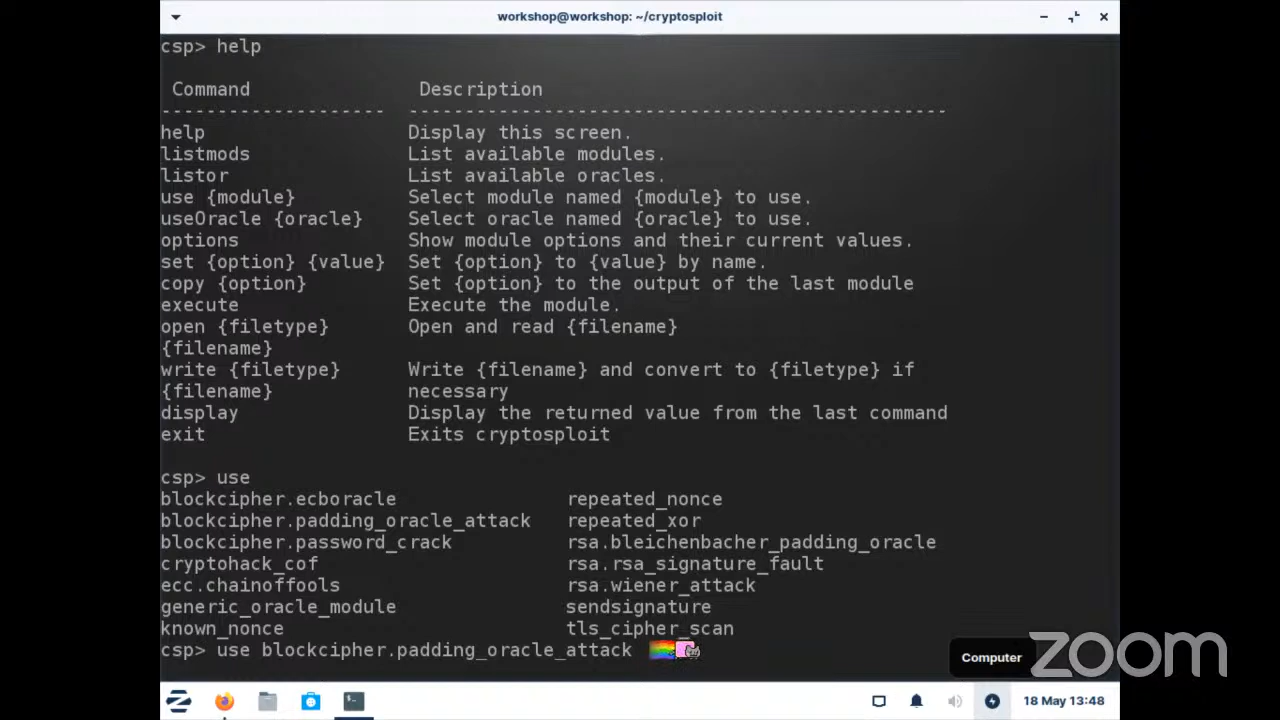 workshop@workshop: ~/cryptosploit
csp> help
Command Description
-------------------- ------------------------------------------------
help Display this screen.
listmods List available modules.
listor List available oracles.
use {module} Select module named {module} to use.
useOracle {oracle} Select oracle named {oracle} to use.
options Show module options and their current values.
set {option} {value} Set {option} to {value} by name.
copy {option} Set {option} to the output of the last module
execute Execute the module.
open {filetype} Open and read {filename}
{filename}
write {filetype} Write {filename} and convert to {filetype} if
{filename} necessary
display Display the returned value from the last command
exit Exits cryptosploit
csp> use
blockcipher.ecboracle repeated_nonce
blockcipher.padding_oracle_attack repeated_xor
blockcipher.password_crack rsa.bleichenbacher_padding_oracle
cryptohack_cof rsa.rsa_signature_fault
ecc.chainoffools rsa.wiener_attack
generic_oracle_module sendsignature
known_nonce tls_cipher_scan
csp> use blockcipher.padding_oracle_attack
Computer
zoom
18 May 13:48